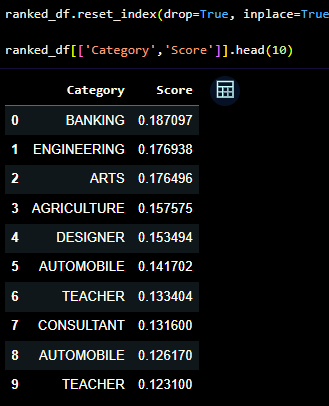 ranked_df.reset_index(drop=True, inplace=True
ranked_df[['Category','Score']].head(10)
Category Score
0 BANKING 0.187097
1 ENGINEERING 0.176938
2 ARTS 0.176496
3 AGRICULTURE 0.157575
4 DESIGNER 0.153494
5 AUTOMOBILE 0.141702
6 TEACHER 0.133404
7 CONSULTANT 0.131600
8 AUTOMOBILE 0.126170
9 TEACHER 0.123100